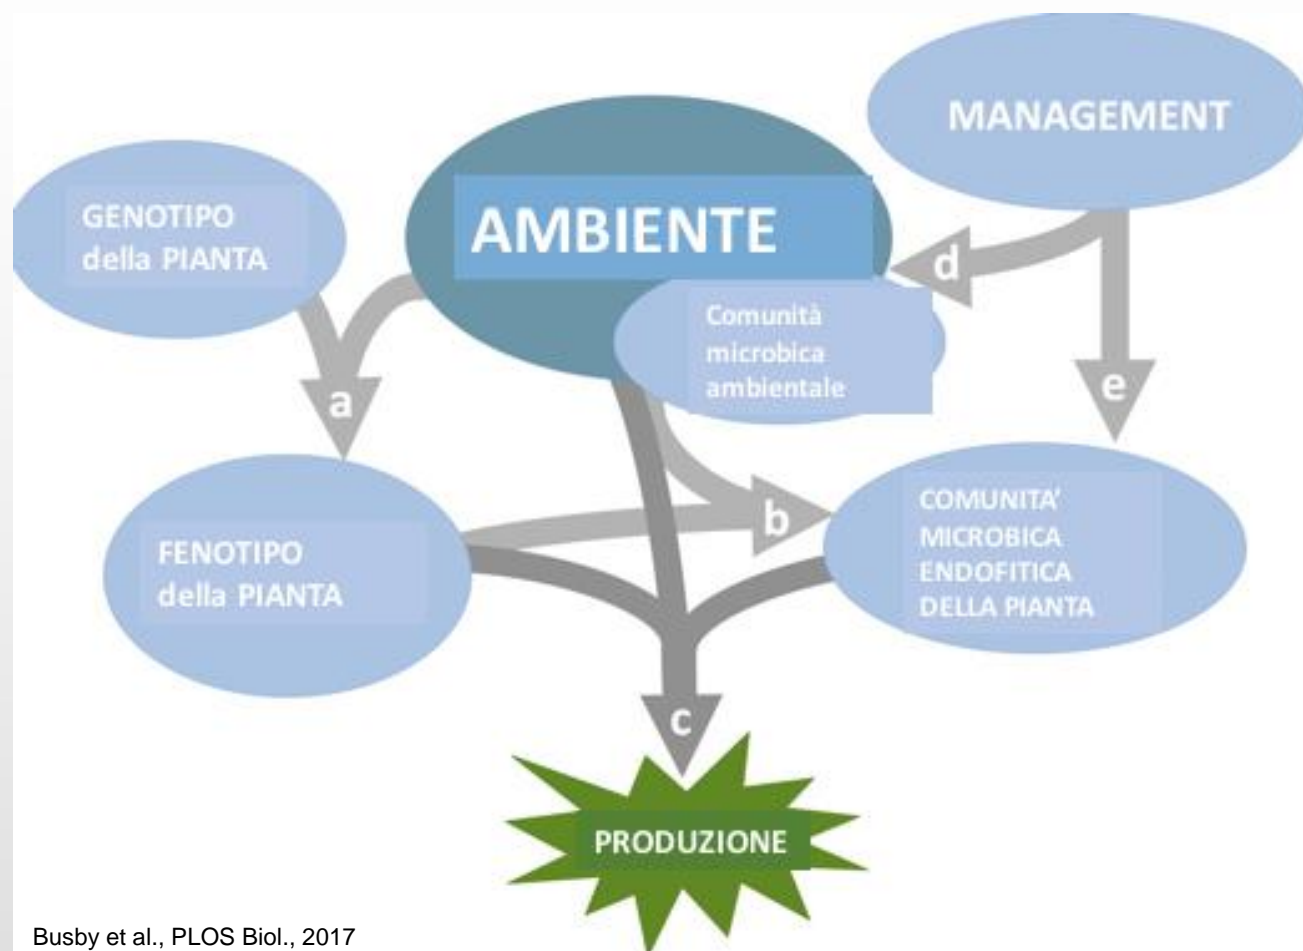 MANAGEMENT
GENOTIPO
della PIANTA
AMBIENTE
d
Comunità
microbica
ambientale
a
e
b
COMUNITA’
MICROBICA
ENDOFITICA
DELLA PIANTA
FENOTIPO
della PIANTA
c
PRODUZIONE
Busby et al., PLOS Biol., 2017